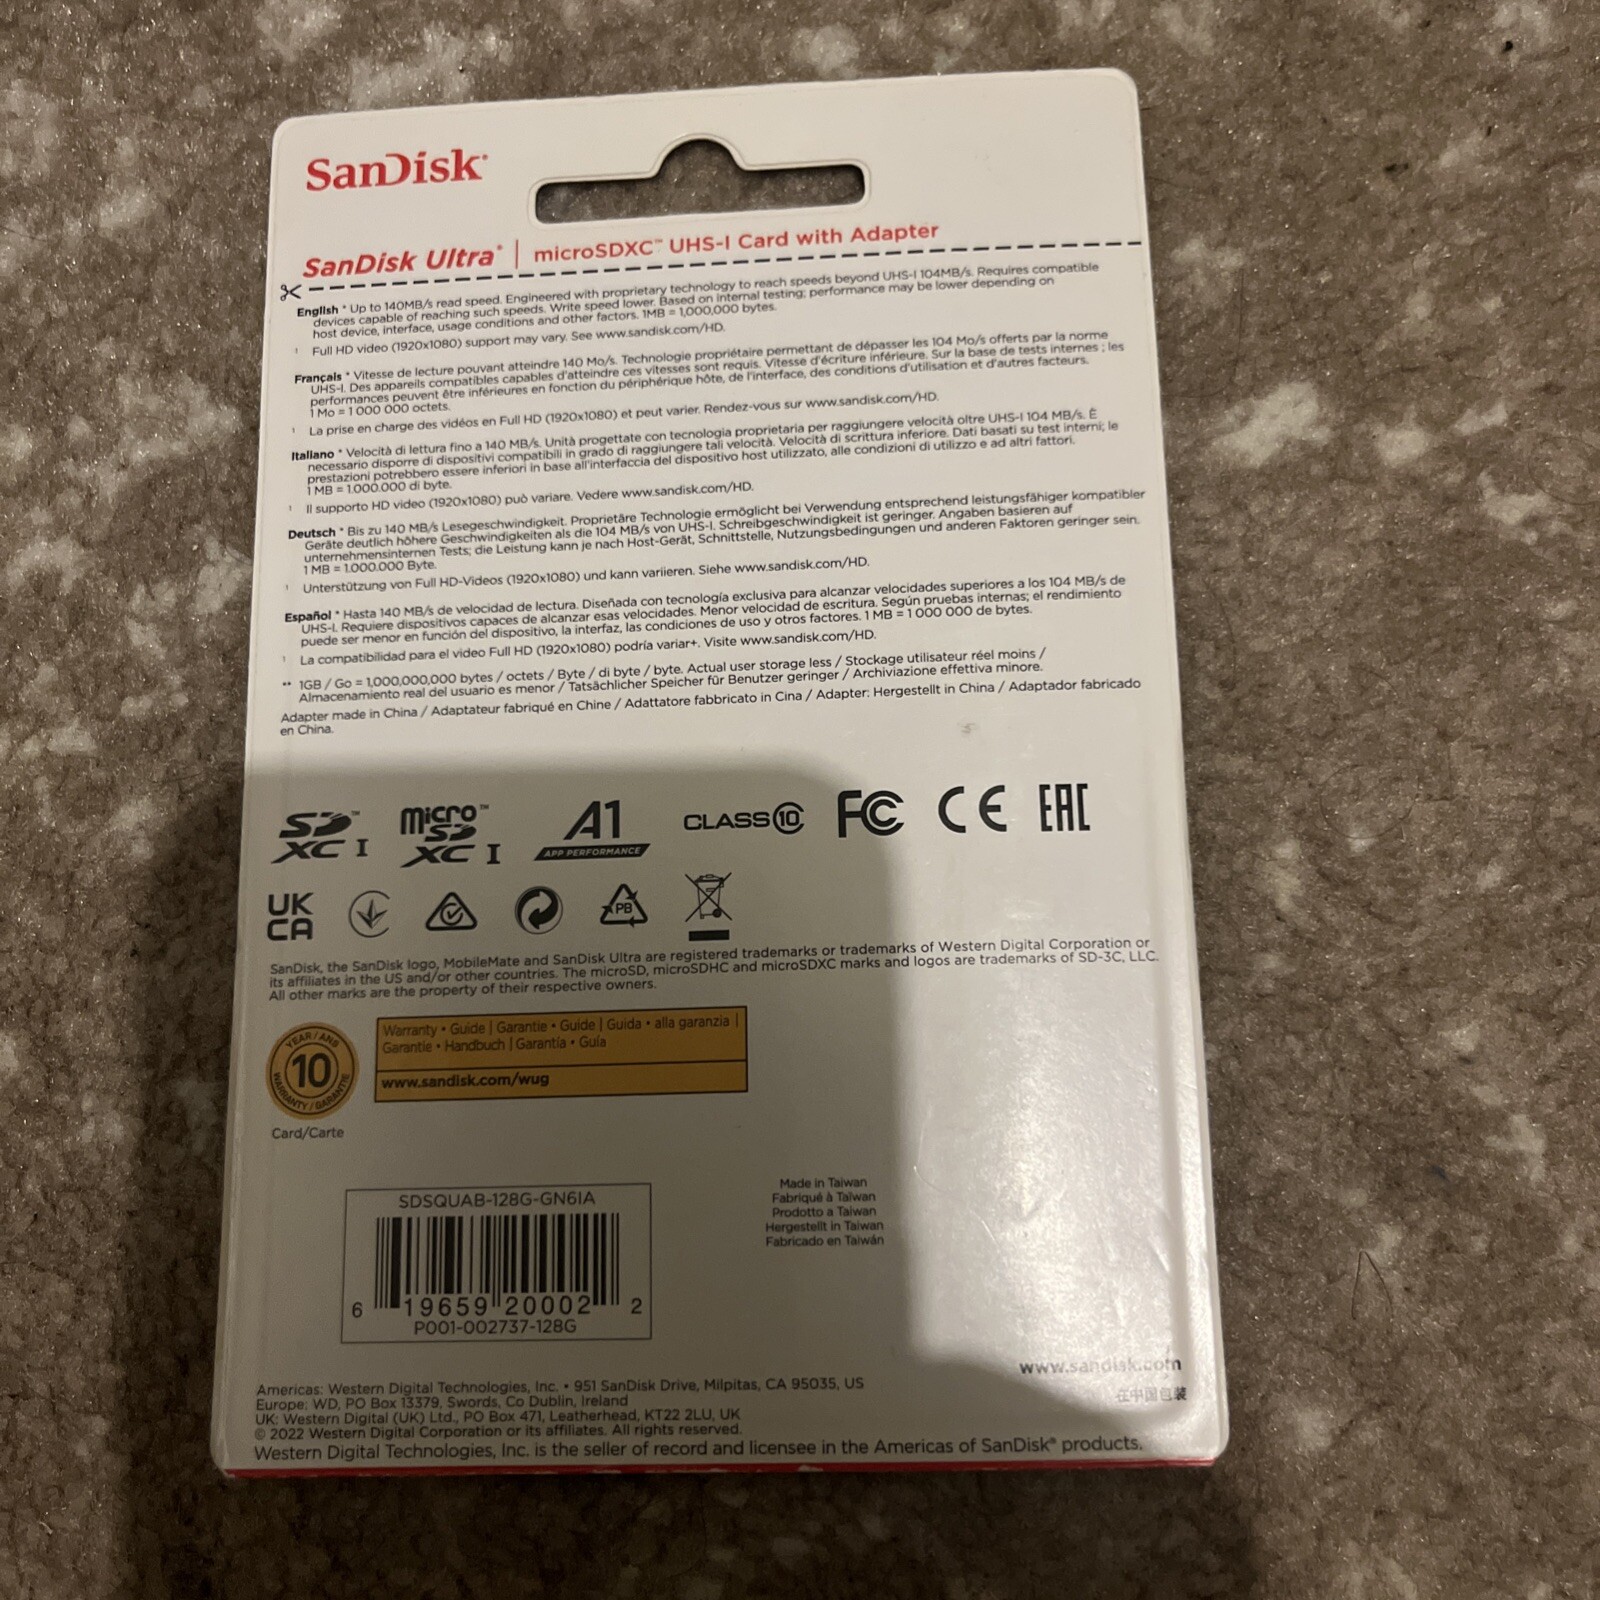 SanDisk®
SanDisk Ultra® | microSDXC™ UHS-I Card with Adapter
English * Up to 140MB/s read speed. Engineered with proprietary technology to reach speeds beyond UHS-I 104MB/s. Requires compatible
devices capable of reaching such speeds. Write speed lower. Based on internal testing; performance may be lower depending on
host device, interface, usage conditions and other factors. 1MB = 1,000,000 bytes.
¹ Full HD video (1920x1080) support may vary. See www.sandisk.com/HD.
Français * Vitesse de lecture pouvant atteindre 140 Mo/s. Technologie propriétaire permettant de dépasser les 104 Mo/s offerts par la norme
UHS-I. Des appareils compatibles capables d'atteindre ces vitesses sont requis. Vitesse d'écriture inférieure. Sur la base de tests internes ; les
performances peuvent être inférieures en fonction du périphérique hôte, de l'interface, des conditions d'utilisation et d'autres facteurs.
1 Mo = 1 000 000 octets.
¹ La prise en charge des vidéos en Full HD (1920x1080) et peut varier. Rendez-vous sur www.sandisk.com/HD.
Italiano * Velocità di lettura fino a 140 MB/s. Unità progettate con tecnologia proprietaria per raggiungere velocità oltre UHS-I 104 MB/s. È
necessario disporre di dispositivi compatibili in grado di raggiungere tali velocità. Velocità di scrittura inferiore. Dati basati su test interni; le
prestazioni potrebbero essere inferiori in base all'interfaccia del dispositivo host utilizzato, alle condizioni di utilizzo e ad altri fattori.
1 MB = 1.000.000 di byte.
¹ Il supporto HD video (1920x1080) può variare. Vedere www.sandisk.com/HD.
Deutsch * Bis zu 140 MB/s Lesegeschwindigkeit. Proprietäre Technologie ermöglicht bei Verwendung entsprechend leistungsfähiger kompatibler
Geräte deutlich höhere Geschwindigkeiten als die 104 MB/s von UHS-I. Schreibgeschwindigkeit ist geringer. Angaben basieren auf
unternehmensinternen Tests; die Leistung kann je nach Host-Gerät, Schnittstelle, Nutzungsbedingungen und anderen Faktoren geringer sein.
1 MB = 1.000.000 Byte.
¹ Unterstützung von Full HD-Videos (1920x1080) und kann variieren. Siehe www.sandisk.com/HD.
Español * Hasta 140 MB/s de velocidad de lectura. Diseñada con tecnología exclusiva para alcanzar velocidades superiores a los 104 MB/s de
UHS-I. Requiere dispositivos capaces de alcanzar esas velocidades. Menor velocidad de escritura. Según pruebas internas; el rendimiento
puede ser menor en función del dispositivo, la interfaz, las condiciones de uso y otros factores. 1 MB = 1 000 000 de bytes.
¹ La compatibilidad para el video Full HD (1920x1080) podría variar+. Visite www.sandisk.com/HD.
** 1GB / Go = 1,000,000,000 bytes / octets / Byte / di byte / byte. Actual user storage less / Stockage utilisateur réel moins /
Almacenamiento real del usuario es menor / Tatsächlicher Speicher für Benutzer geringer / Archiviazione effettiva minore.
Adapter made in China / Adaptateur fabriqué en Chine / Adattatore fabbricato in Cina / Adapter: Hergestellt in China / Adaptador fabricado
en China.
SD XC I micro SD XC I A1 APP PERFORMANCE CLASS 10 FC CE EAC
UK CA PB
SanDisk, the SanDisk logo, MobileMate and SanDisk Ultra are registered trademarks or trademarks of Western Digital Corporation or
its affiliates in the US and/or other countries. The microSD, microSDHC and microSDXC marks and logos are trademarks of SD-3C, LLC.
All other marks are the property of their respective owners.
YEAR / ANS
10
WARRANTY / GARANTIE
Card/Carte
Warranty • Guide | Garantie • Guide | Guida • alla garanzia |
Garantie • Handbuch | Garantía • Guía
www.sandisk.com/wug
SDSQUAB-128G-GN6IA
6 19659 20002 2
P001-002737-128G
Made in Taiwan
Fabriqué à Taïwan
Prodotto a Taiwan
Hergestellt in Taiwan
Fabricado en Taiwán
www.sandisk.com
在中国包装
Americas: Western Digital Technologies, Inc. • 951 SanDisk Drive, Milpitas, CA 95035, US
Europe: WD, PO Box 13379, Swords, Co Dublin, Ireland
UK: Western Digital (UK) Ltd., PO Box 471, Leatherhead, KT22 2LU, UK
© 2022 Western Digital Corporation or its affiliates. All rights reserved.
Western Digital Technologies, Inc. is the seller of record and licensee in the Americas of SanDisk® products.